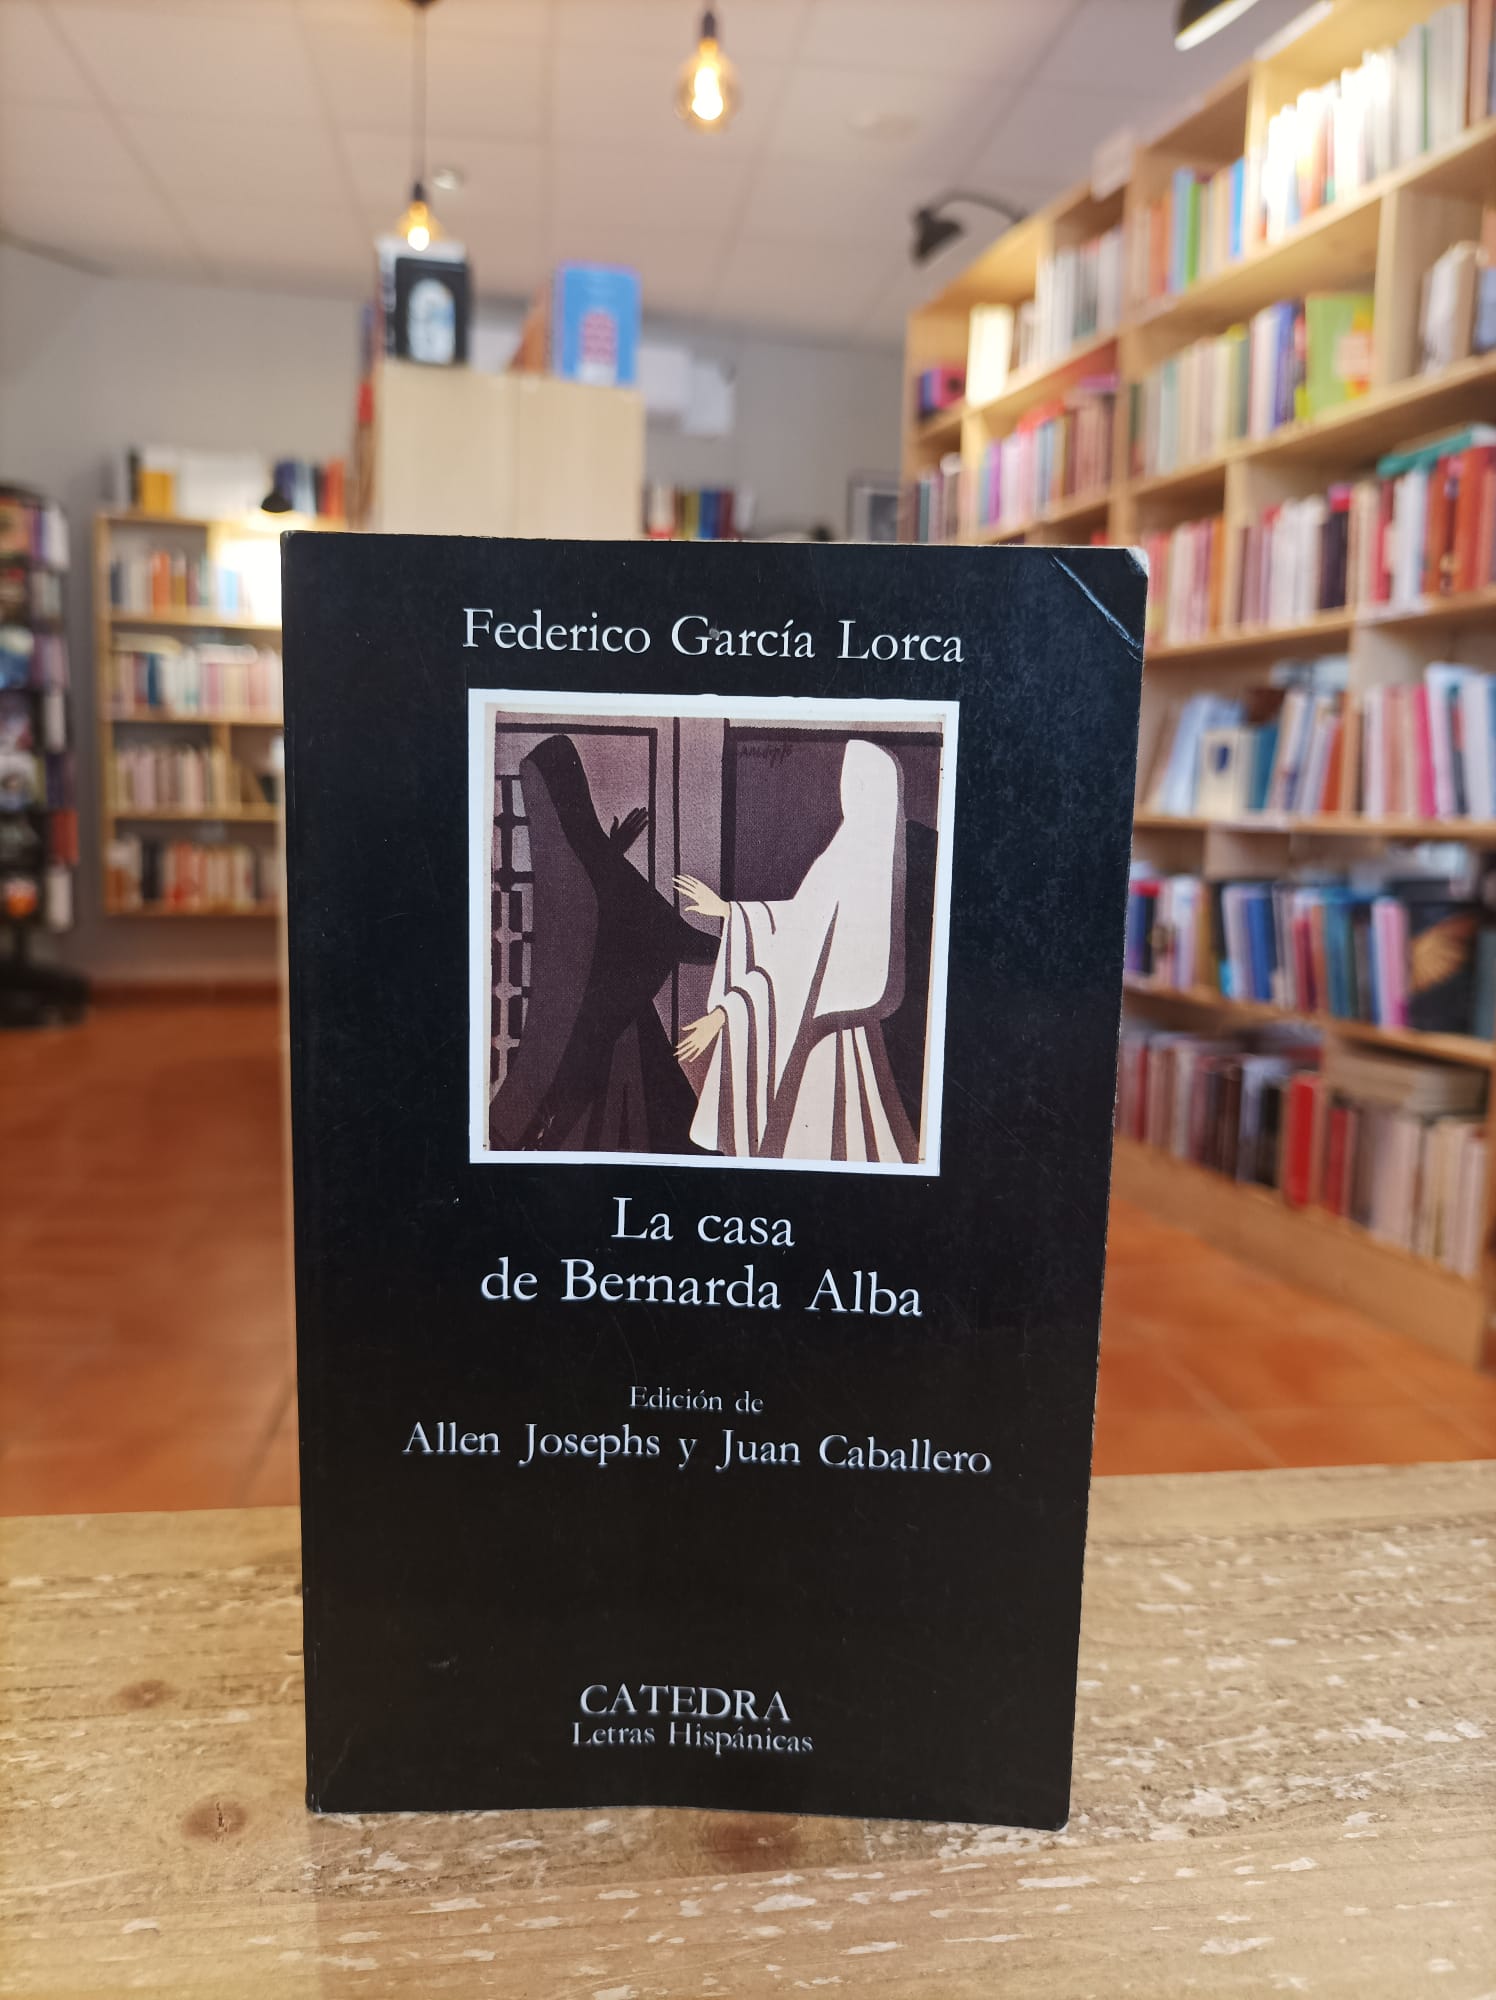 Federico García Lorca
La casa
de Bernarda Alba
Edición de
Allen Josephs y Juan Caballero
CATEDRA
Letras Hispánicas